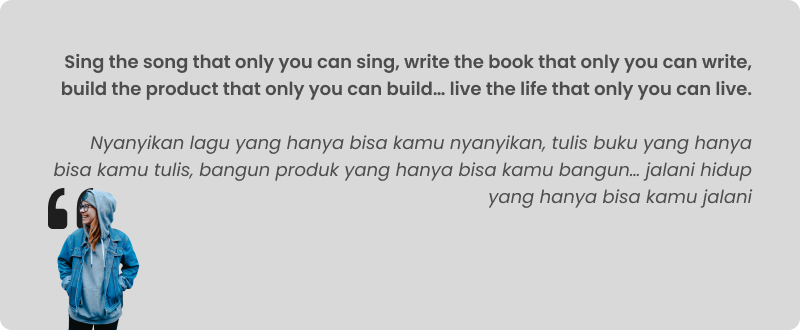 Sing the song that only you can sing, write the book that only you can write,
build the product that only you can build... live the life that only you can live.
Nyanyikan lagu yang hanya bisa kamu nyanyikan, tulis buku yang hanya
bisa kamu tulis, bangun produk yang hanya bisa kamu bangun... jalani hidup
yang hanya bisa kamu jalani